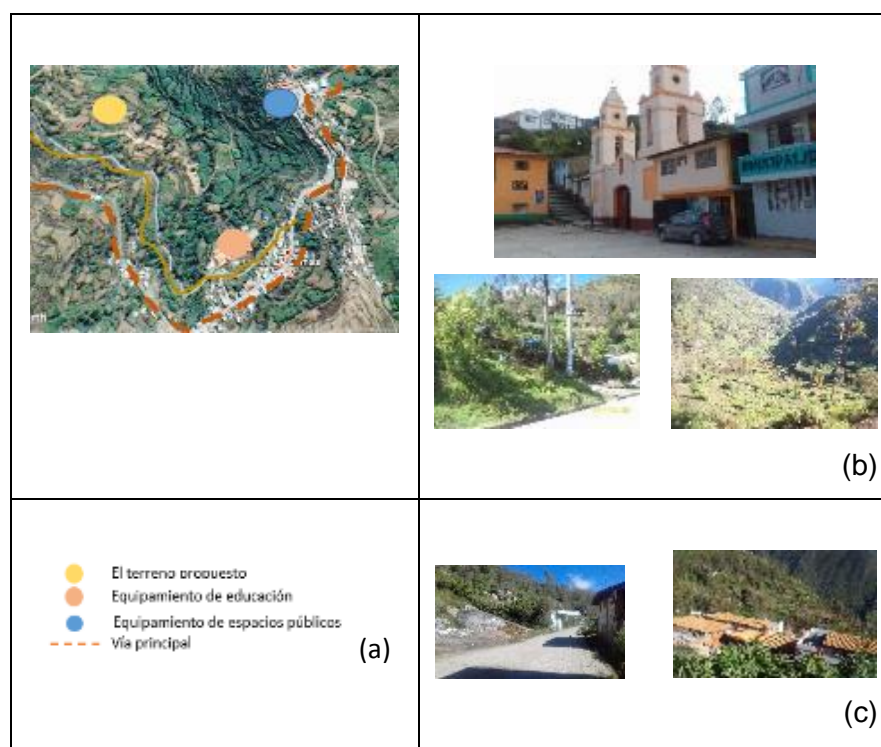 (b)
El terreno propuesto
Equipamiento de educación
Equipamiento de espacios públicos
Vía principal
(a)
(c)